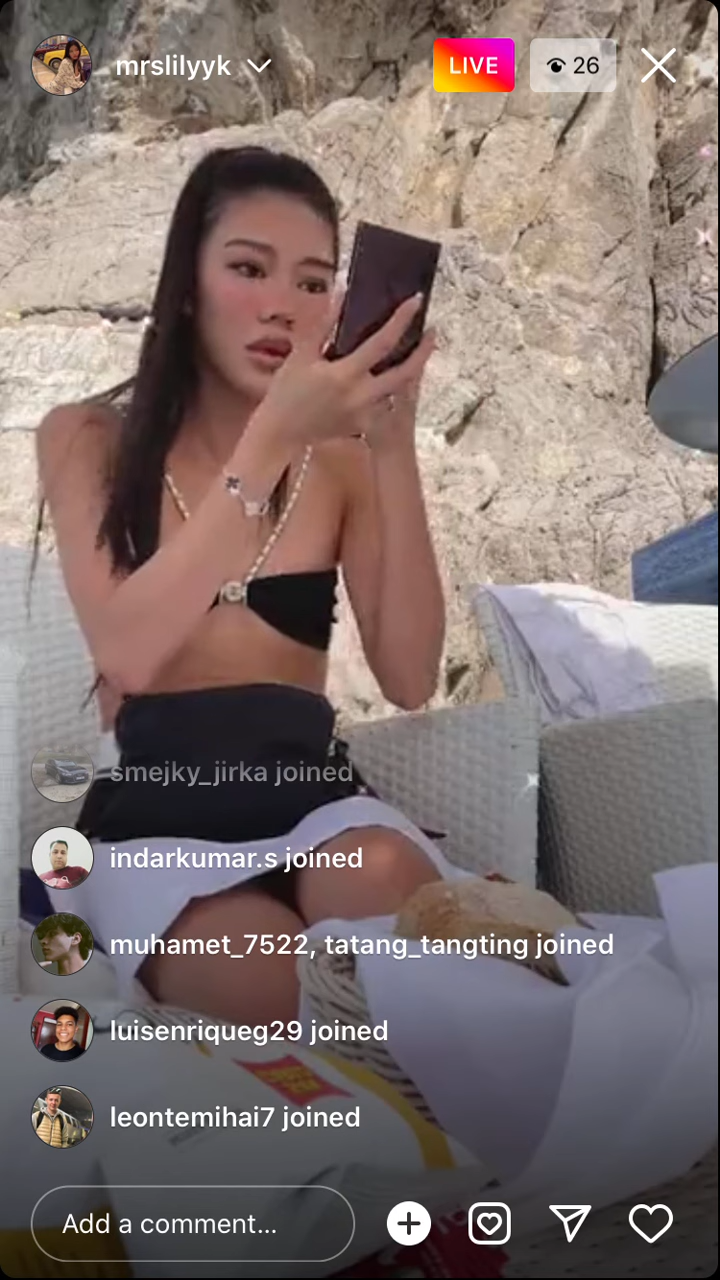 mrslilyyk
LIVE
26
smejky_jirka joined
indarkumar.s joined
muhamet_7522, tatang_tangting joined
luisenriqueg29 joined
leontemihai7 joined
Add a comment...